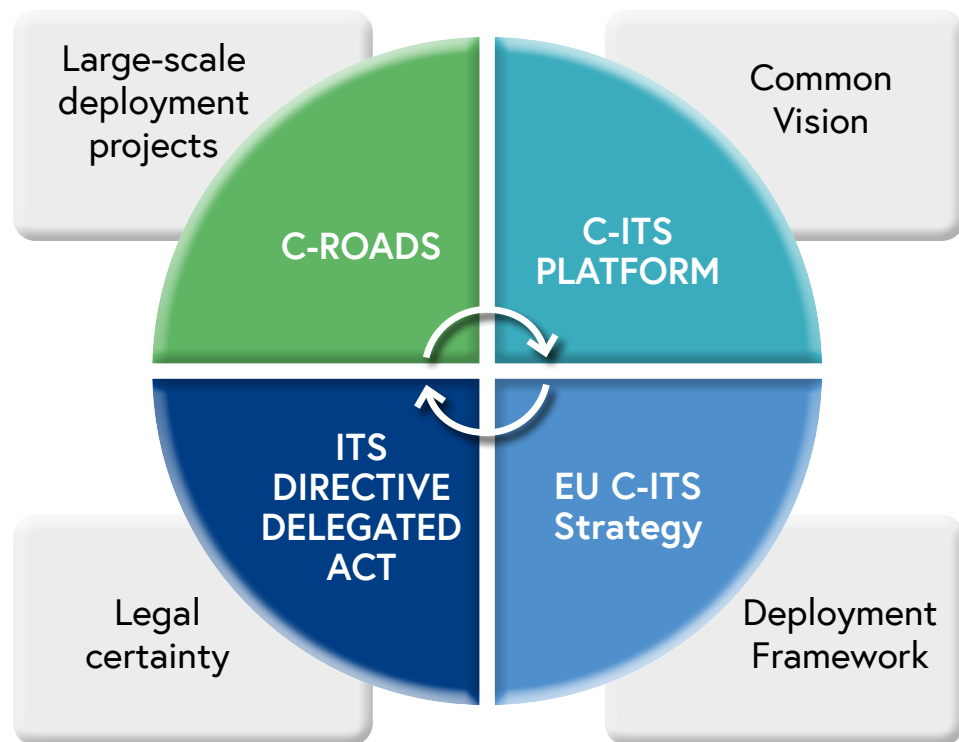 Large-scale
deployment
projects
Common
Vision
C-ROADS
C-ITS
PLATFORM
ITS
DIRECTIVE
DELEGATED
ACT
EU C-ITS
Strategy
Legal
certainty
Deployment
Framework